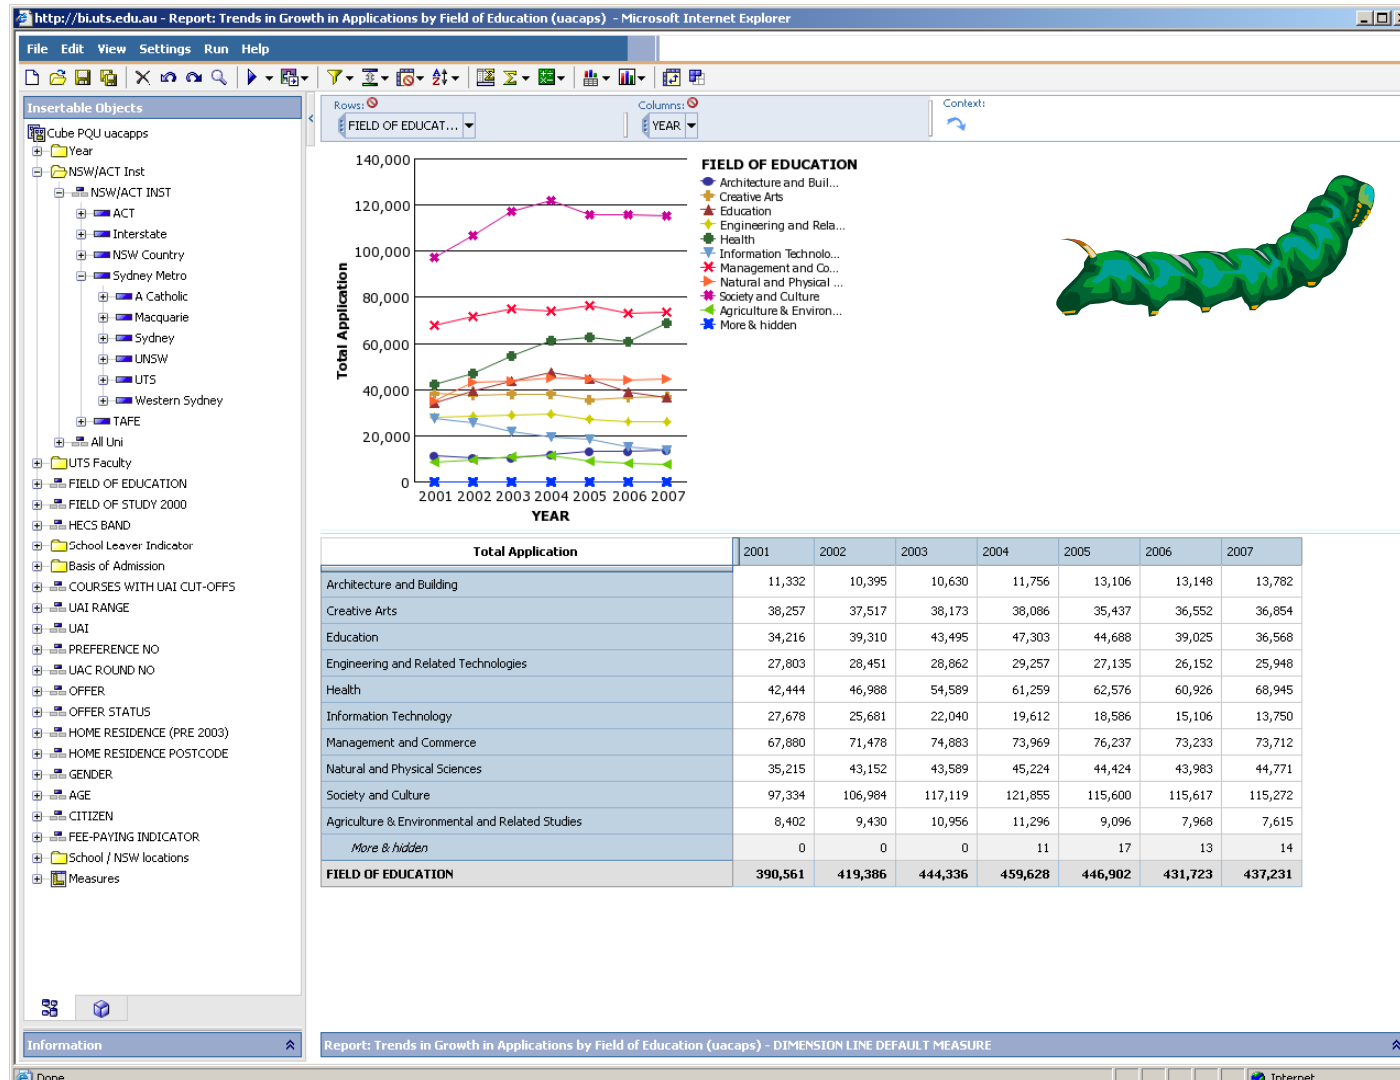 http://bi.uts.edu.au - Report: Trends in Growth in Applications by Field of Education (uacaps) - Microsoft Internet Explorer
File Edit View Settings Run Help
Insertable Objects
Cube PQU uacapps
Year
NSW/ACT Inst
NSW/ACT INST
ACT
Interstate
NSW Country
Sydney Metro
A Catholic
Macquarie
Sydney
UNSW
UTS
Western Sydney
TAFE
All Uni
UTS Faculty
FIELD OF EDUCATION
FIELD OF STUDY 2000
HECS BAND
School Leaver Indicator
Basis of Admission
COURSES WITH UAI CUT-OFFS
UAI RANGE
UAI
PREFERENCE NO
UAC ROUND NO
OFFER
OFFER STATUS
HOME RESIDENCE (PRE 2003)
HOME RESIDENCE POSTCODE
GENDER
AGE
CITIZEN
FEE-PAYING INDICATOR
School / NSW locations
Measures
Information
Rows: Columns: Context:
FIELD OF EDUCAT... YEAR
140,000
120,000
100,000
80,000
60,000
40,000
20,000
0
Total Application
2001 2002 2003 2004 2005 2006 2007
YEAR
FIELD OF EDUCATION
Architecture and Buil...
Creative Arts
Education
Engineering and Rela...
Health
Information Technolo...
Management and Co...
Natural and Physical ...
Society and Culture
Agriculture & Environ...
More & hidden
Total Application 2001 2002 2003 2004 2005 2006 2007
Architecture and Building 11,332 10,395 10,630 11,756 13,106 13,148 13,782
Creative Arts 38,257 37,517 38,173 38,086 35,437 36,552 36,854
Education 34,216 39,310 43,495 47,303 44,688 39,025 36,568
Engineering and Related Technologies 27,803 28,451 28,862 29,257 27,135 26,152 25,948
Health 42,444 46,988 54,589 61,259 62,576 60,926 68,945
Information Technology 27,678 25,681 22,040 19,612 18,586 15,106 13,750
Management and Commerce 67,880 71,478 74,883 73,969 76,237 73,233 73,712
Natural and Physical Sciences 35,215 43,152 43,589 45,224 44,424 43,983 44,771
Society and Culture 97,334 106,984 117,119 121,855 115,600 115,617 115,272
Agriculture & Environmental and Related Studies 8,402 9,430 10,956 11,296 9,096 7,968 7,615
More & hidden 0 0 0 11 17 13 14
FIELD OF EDUCATION 390,561 419,386 444,336 459,628 446,902 431,723 437,231
Report: Trends in Growth in Applications by Field of Education (uacaps) - DIMENSION LINE DEFAULT MEASURE
Done Internet